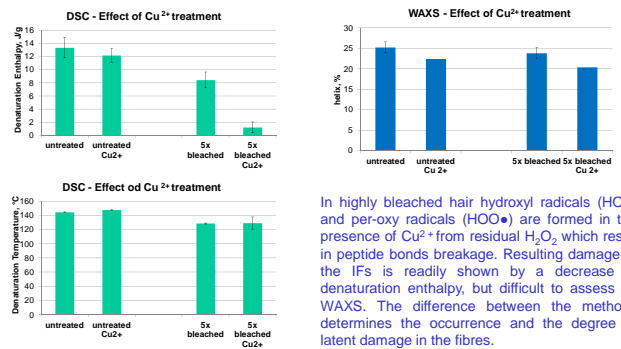 DSC - Effect of Cu 2+ treatment
Denaturation Enthalpy, J/g
16
14
12
10
8
6
4
2
0
untreated
untreated Cu2+
5x bleached
5x bleached Cu2+
WAXS - Effect of Cu2+ treatment
helix, %
30
25
20
15
10
5
0
untreated
untreated Cu 2+
5x bleached
5x bleached Cu 2+
DSC - Effect od Cu 2+ treatment
Denaturation Temperature, °C
160
140
120
100
80
60
40
20
0
untreated
untreated Cu2+
5x bleached
5x bleached Cu2+
In highly bleached hair hydroxyl radicals (HO
and per-oxy radicals (HOO●) are formed in t
presence of Cu2+ from residual H2O2 which res
in peptide bonds breakage. Resulting damage
the IFs is readily shown by a decrease
denaturation enthalpy, but difficult to assess
WAXS. The difference between the metho
determines the occurrence and the degree
latent damage in the fibres.